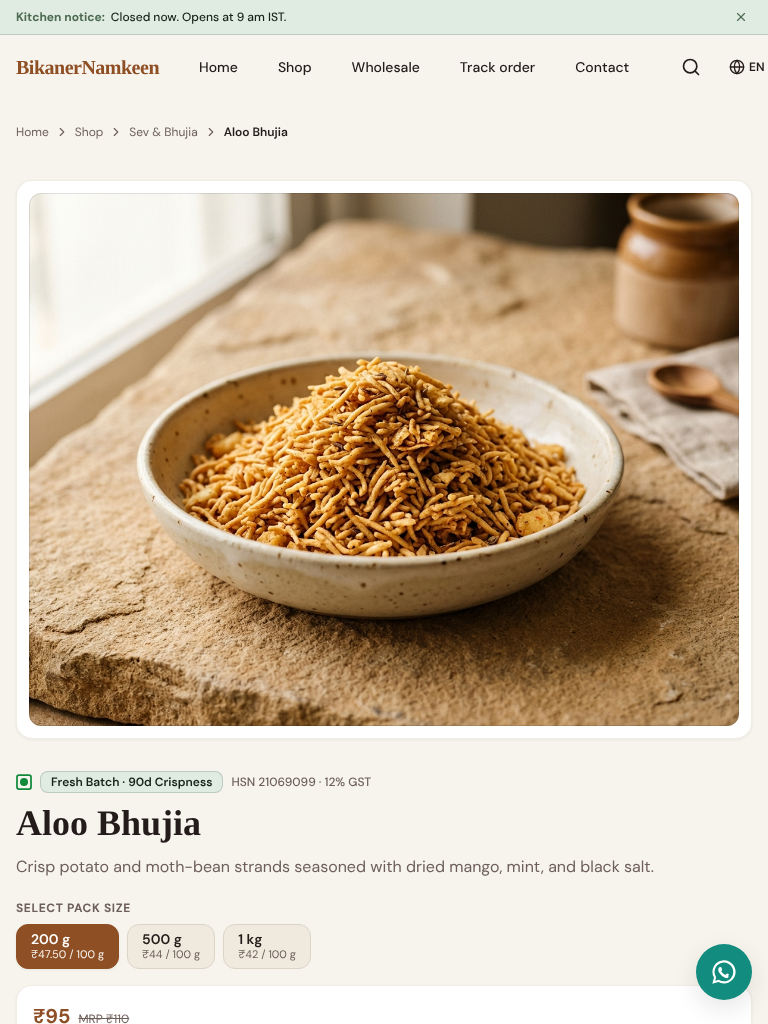 Kitchen notice: Closed now. Opens at 9 am IST.
BikanerNamkeen Home Shop Wholesale Track order Contact EN
Home > Shop > Sev & Bhujia > Aloo Bhujia
Fresh Batch · 90d Crispness HSN 21069099 · 12% GST
Aloo Bhujia
Crisp potato and moth-bean strands seasoned with dried mango, mint, and black salt.
SELECT PACK SIZE
200 g 500 g 1 kg
₹47.50 / 100 g ₹44 / 100 g ₹42 / 100 g
₹95 MRP ₹110